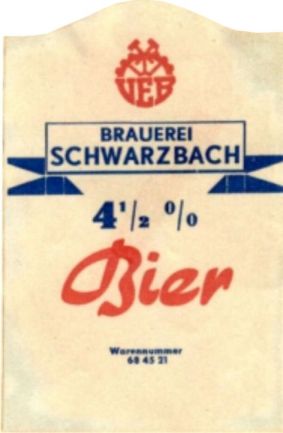 VEB
BRAUEREI
SCHWARZBACH
4 1/2 %
Bier
Warennummer
68 45 21